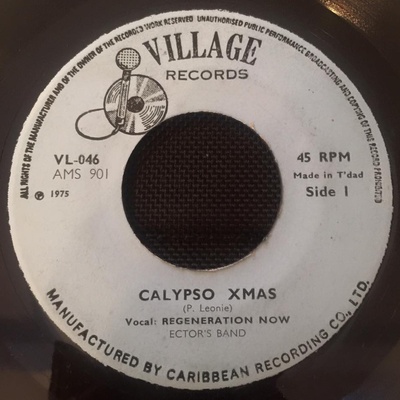 ALL RIGHTS OF THE MANUFACTURER AND OF THE OWNER OF THE RECORDED WORK RESERVED UNAUTHORISED PUBLIC PERFORMANCE BROADCASTING AND COPYING OF THIS RECORD PROHIBITED
VILLAGE
RECORDS
VL-046
AMS 901
℗ 1975
45 RPM
Made in T'dad
Side 1
CALYPSO XMAS
(P. Leonie)
Vocal: REGENERATION NOW
ECTOR'S BAND
MANUFACTURED BY CARIBBEAN RECORDING CO., LTD.